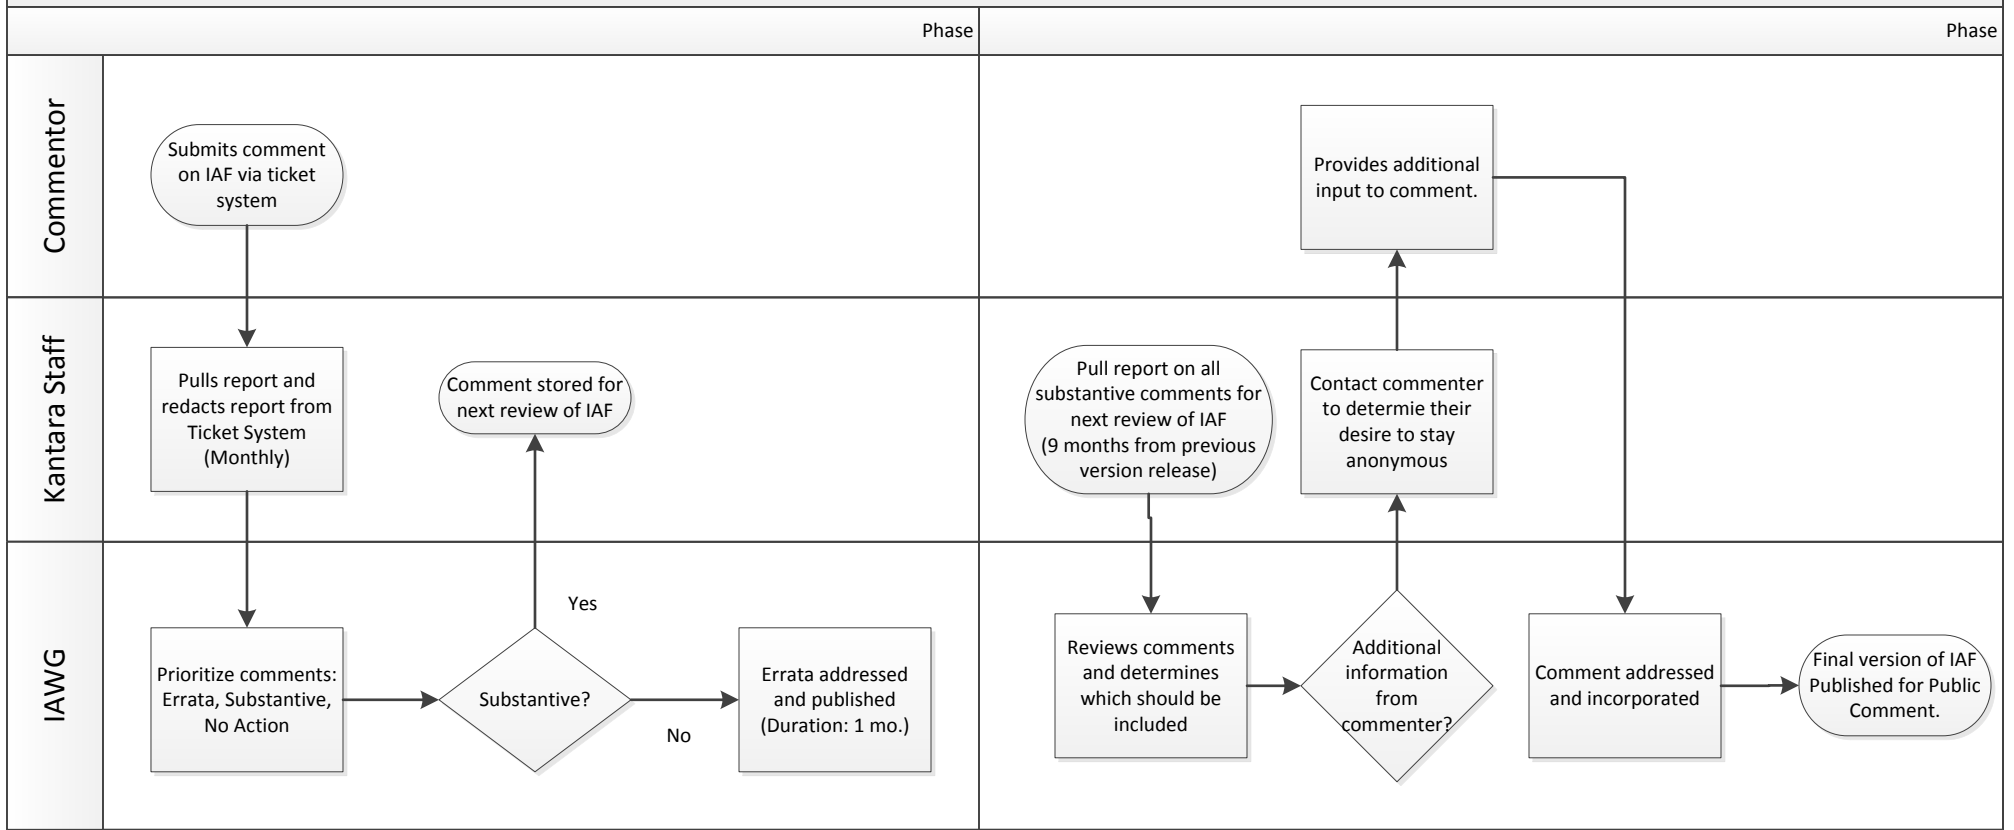 Phase
Phase
Commentor
Submits comment
on IAF via ticket
system
Provides additional
input to comment.
Kantara Staff
Pulls report and
redacts report from
Ticket System
(Monthly)
Comment stored for
next review of IAF
Pull report on all
substantive comments for
next review of IAF
(9 months from previous
version release)
Contact commenter
to determie their
desire to stay
anonymous
IAWG
Prioritize comments:
Errata, Substantive,
No Action
Substantive?
Yes
No
Errata addressed
and published
(Duration: 1 mo.)
Reviews comments
and determines
which should be
included
Additional
information
from
commenter?
Comment addressed
and incorporated
Final version of IAF
Published for Public
Comment.